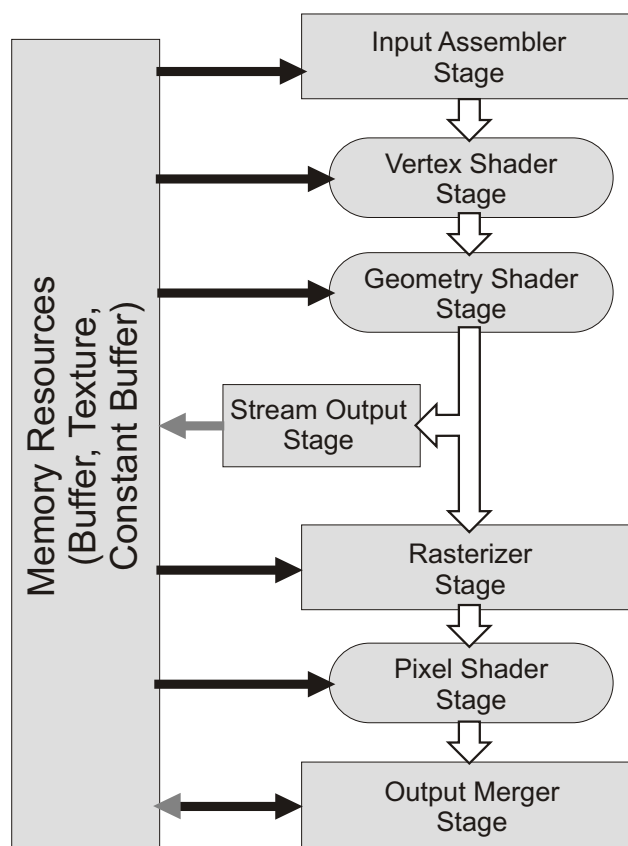 Input Assembler
Stage
Vertex Shader
Stage
Geometry Shader
Stage
Stream Output
Stage
Rasterizer
Stage
Pixel Shader
Stage
Output Merger
Stage
Memory Resources
(Buffer, Texture,
Constant Buffer)